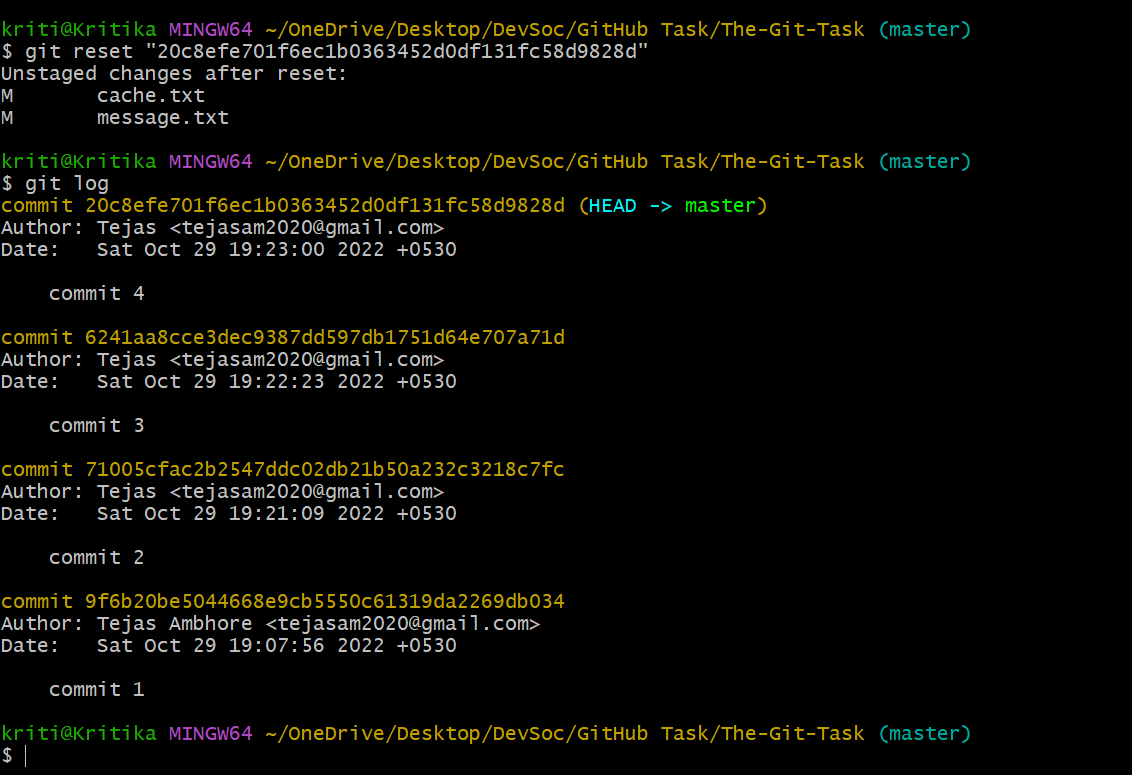 kriti@Kritika MINGW64 ~/OneDrive/Desktop/DevSoc/GitHub Task/The-Git-Task (master)
$ git reset "20c8efe701f6ec1b0363452d0df131fc58d9828d"
Unstaged changes after reset:
M       cache.txt
M       message.txt
kriti@Kritika MINGW64 ~/OneDrive/Desktop/DevSoc/GitHub Task/The-Git-Task (master)
$ git log
commit 20c8efe701f6ec1b0363452d0df131fc58d9828d (HEAD -> master)
Author: Tejas <tejasam2020@gmail.com>
Date:   Sat Oct 29 19:23:00 2022 +0530
    commit 4
commit 6241aa8cce3dec9387dd597db1751d64e707a71d
Author: Tejas <tejasam2020@gmail.com>
Date:   Sat Oct 29 19:22:23 2022 +0530
    commit 3
commit 71005cfac2b2547ddc02db21b50a232c3218c7fc
Author: Tejas <tejasam2020@gmail.com>
Date:   Sat Oct 29 19:21:09 2022 +0530
    commit 2
commit 9f6b20be5044668e9cb5550c61319da2269db034
Author: Tejas Ambhore <tejasam2020@gmail.com>
Date:   Sat Oct 29 19:07:56 2022 +0530
    commit 1
kriti@Kritika MINGW64 ~/OneDrive/Desktop/DevSoc/GitHub Task/The-Git-Task (master)
$